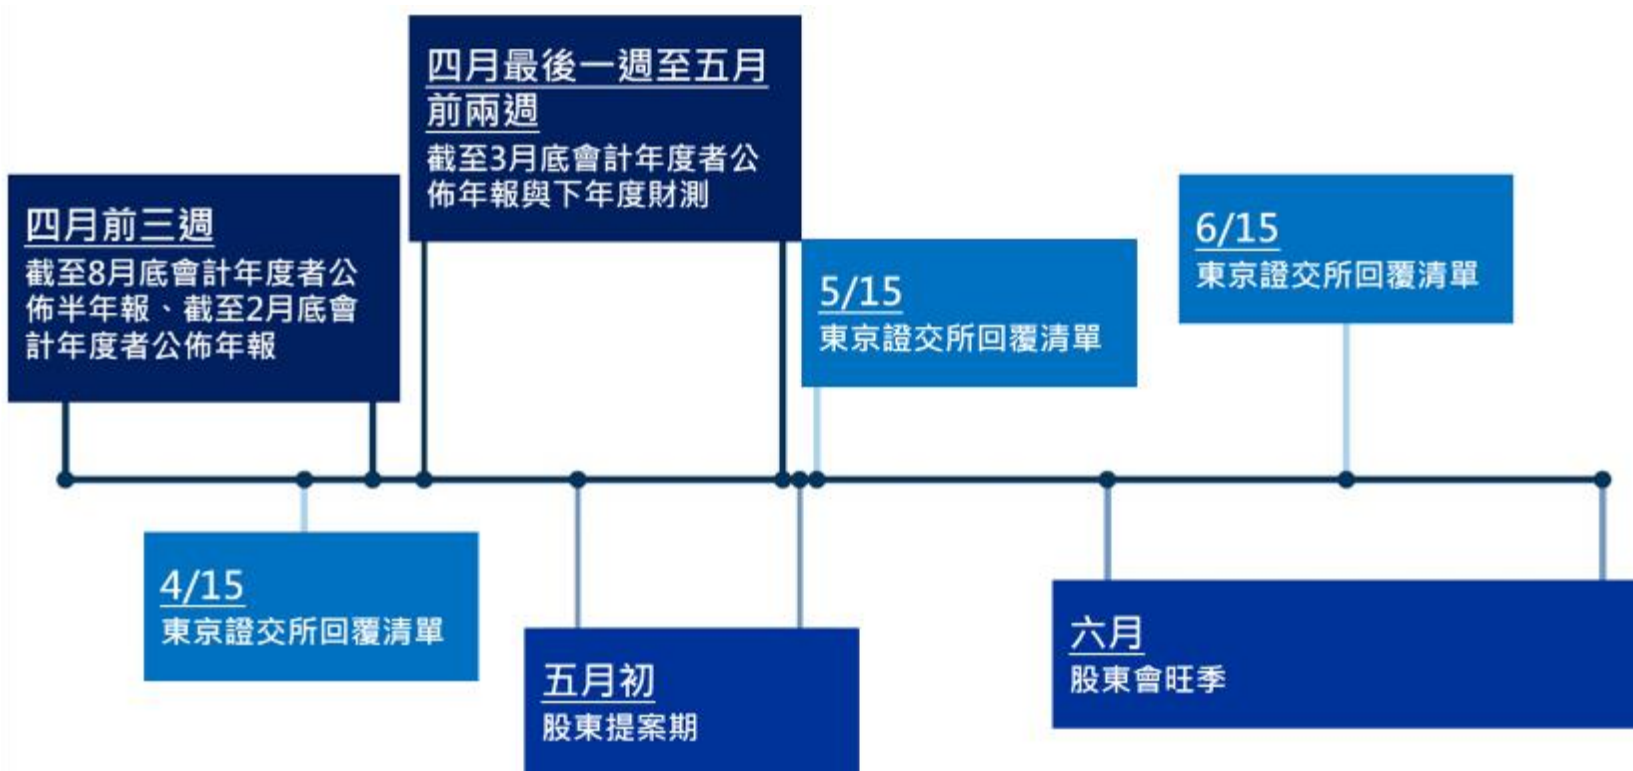 四月最後一週至五月
前兩週
截至3月底會計年度者公
佈年報與下年度財測
四月前三週
截至8月底會計年度者公
佈半年報、截至2月底會
計年度者公佈年報
6/15
東京證交所回覆清單
5/15
東京證交所回覆清單
4/15
東京證交所回覆清單
五月初
股東提案期
六月
股東會旺季